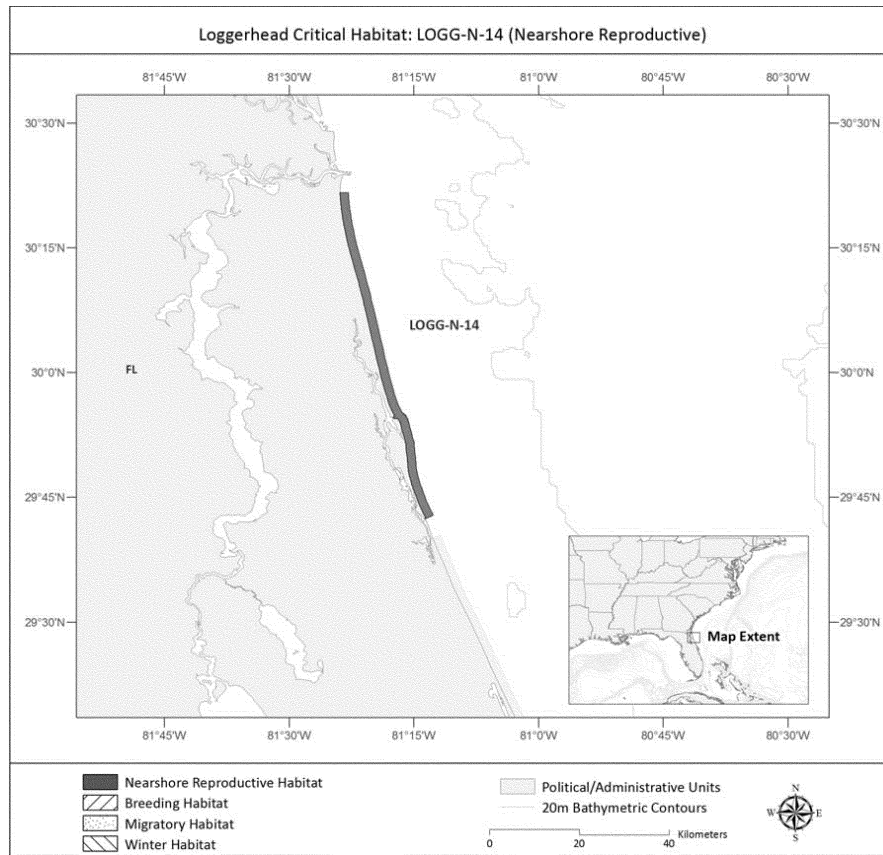 Loggerhead Critical Habitat: LOGG-N-14 (Nearshore Reproductive)
81°45'W 81°30'W 81°15'W 81°0'W 80°45'W 80°30'W
30°30'N 30°30'N
30°15'N 30°15'N
LOGG-N-14
FL
30°0'N 30°0'N
29°45'N 29°45'N
29°30'N 29°30'N
Map Extent
81°45'W 81°30'W 81°15'W 81°0'W 80°45'W 80°30'W
Nearshore Reproductive Habitat
Breeding Habitat
Migratory Habitat
Winter Habitat
Political/Administrative Units
20m Bathymetric Contours
Kilometers
0 20 40
N
W E
S